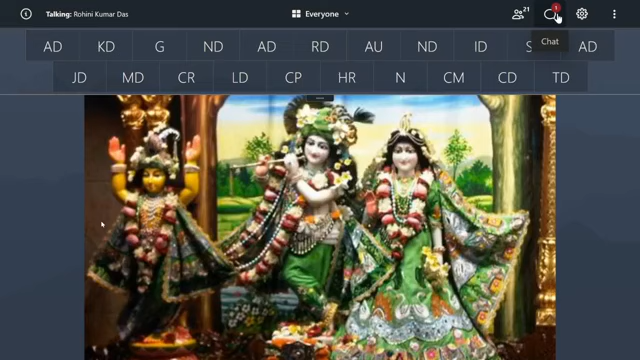 Talking: Rohini Kumar Das
Everyone
21
1
Chat
AD KD G ND AD RD AU ND ID S AD
JD MD CR LD CP HR N CM CD TD